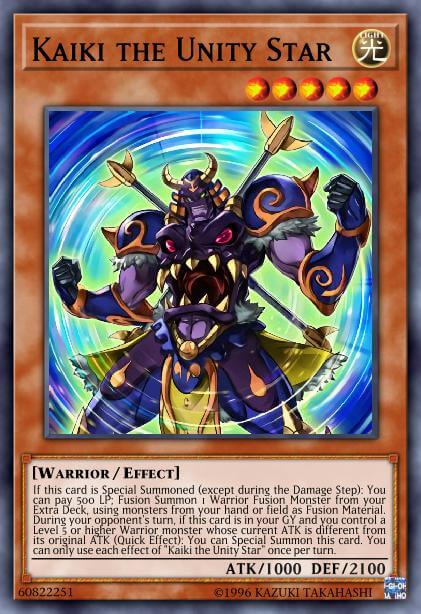 Kaiki the Unity Star
LIGHT
光
[Warrior / Effect]
If this card is Special Summoned (except during the Damage Step): You
can pay 500 LP; Fusion Summon 1 Warrior Fusion Monster from your
Extra Deck, using monsters from your hand or field as Fusion Material.
During your opponent's turn, if this card is in your GY and you control a
Level 5 or higher Warrior monster whose current ATK is different from
its original ATK (Quick Effect): You can Special Summon this card. You
can only use each effect of "Kaiki the Unity Star" once per turn.
ATK/1000 DEF/2100
60822251
©1996 KAZUKI TAKAHASHI